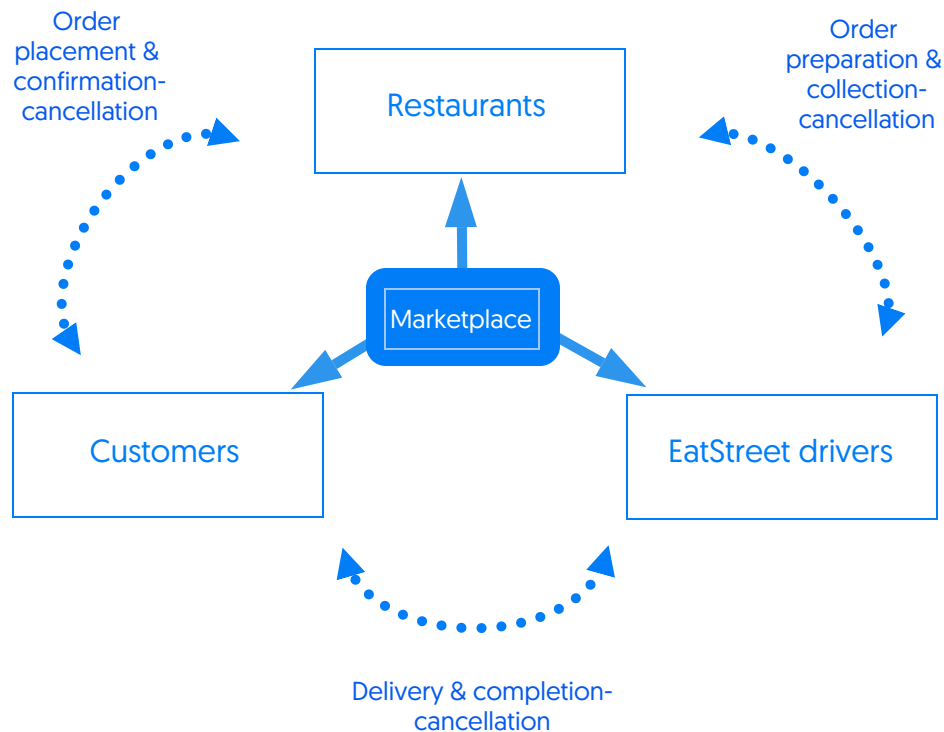 Order
placement &
confirmation-
cancellation
Order
preparation &
collection-
cancellation
Restaurants
Marketplace
Customers
EatStreet drivers
Delivery & completion-
cancellation